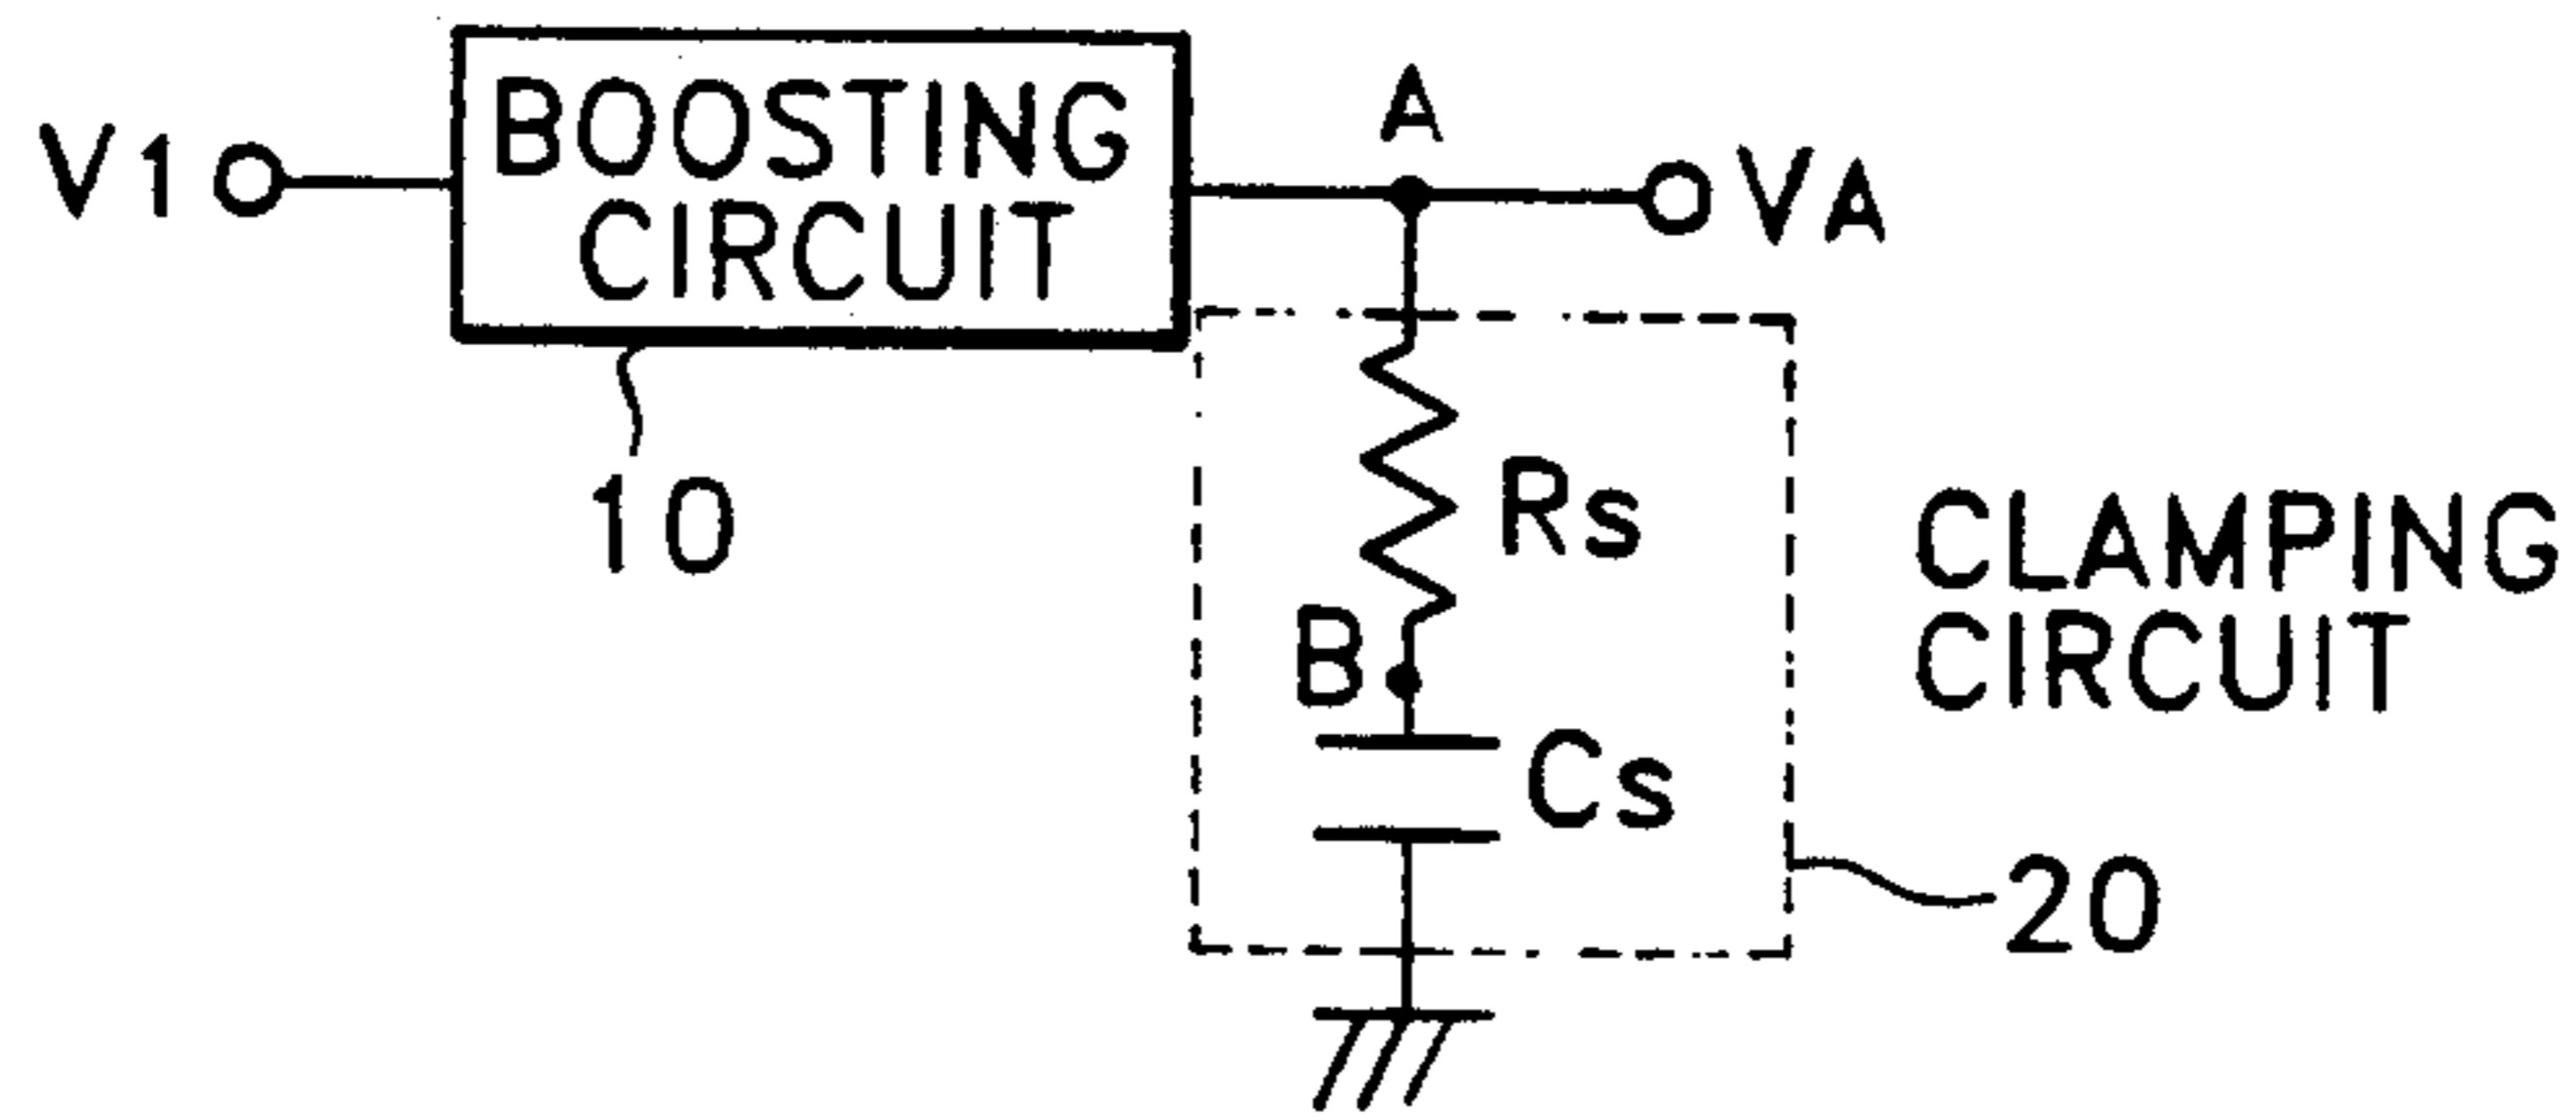 V1
BOOSTING
CIRCUIT
A
VA
10
Rs
B
Cs
CLAMPING
CIRCUIT
20